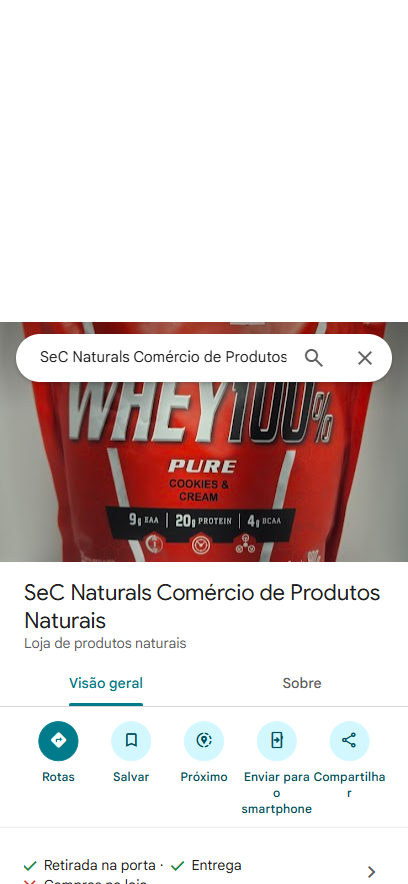 SeC Naturals Comércio de Produtos
WHEY100%
PURE
COOKIES &
CREAM
9g EAA | 20g PROTEIN | 4g BCAA
SeC Naturals Comércio de Produtos
Naturais
Loja de produtos naturais
Visão geral
Sobre
Rotas
Salvar
Próximo
Enviar para
o
smartphone
Compartilha
r
Retirada na porta ·
Entrega
Compras na loja